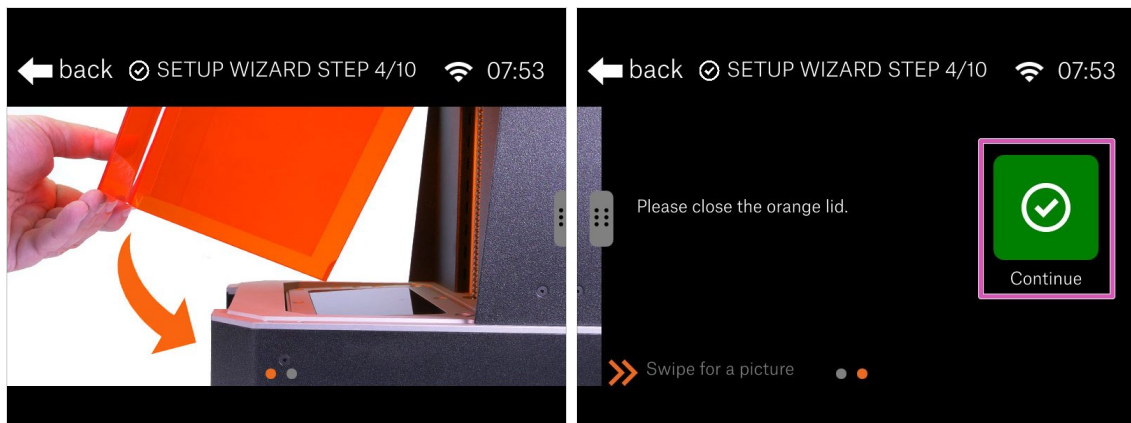 back SETUP WIZARD STEP 4/10 07:53
back SETUP WIZARD STEP 4/10 07:53
Please close the orange lid.
Continue
Swipe for a picture